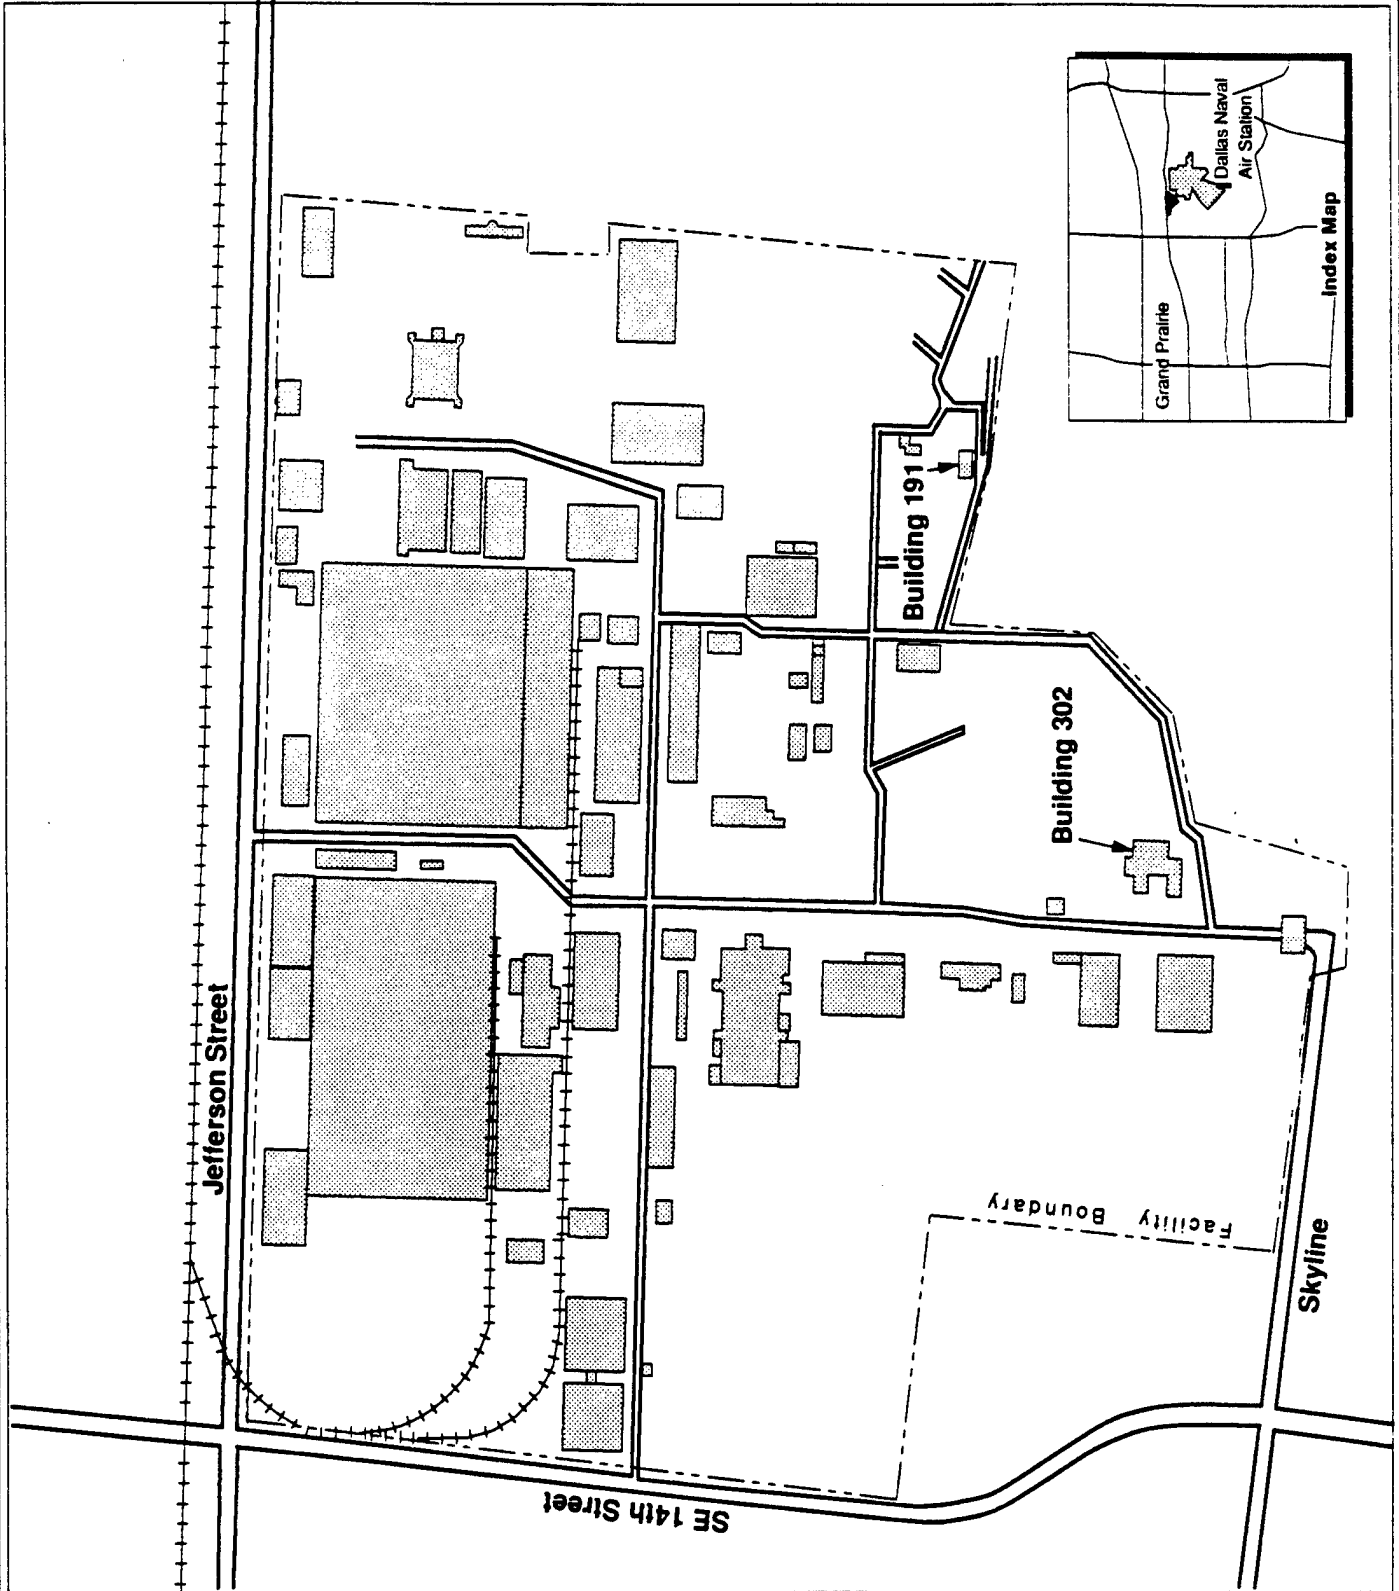 Jefferson Street
SE 14th Street
Skyline
Facility Boundary
Building 302
Building 191
Grand Prairie
Dallas Naval
Air Station
Index Map